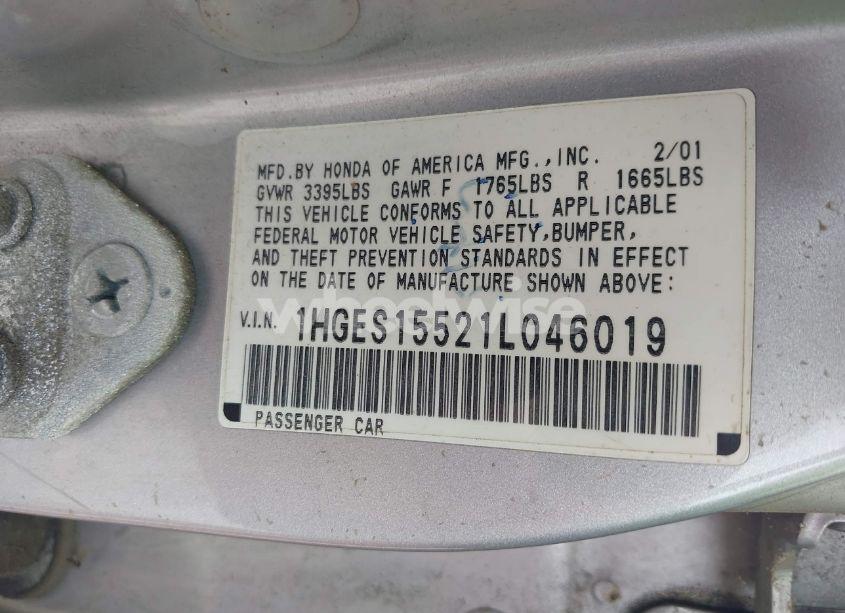 MFD.BY HONDA OF AMERICA MFG.,INC. 2/01
GVWR 3395LBS GAWR F 1765LBS R 1665LBS
THIS VEHICLE CONFORMS TO ALL APPLICABLE
FEDERAL MOTOR VEHICLE SAFETY,BUMPER,
AND THEFT PREVENTION STANDARDS IN EFFECT
ON THE DATE OF MANUFACTURE SHOWN ABOVE:
V.I.N. 1HGES15521L046019
PASSENGER CAR
wheelwise